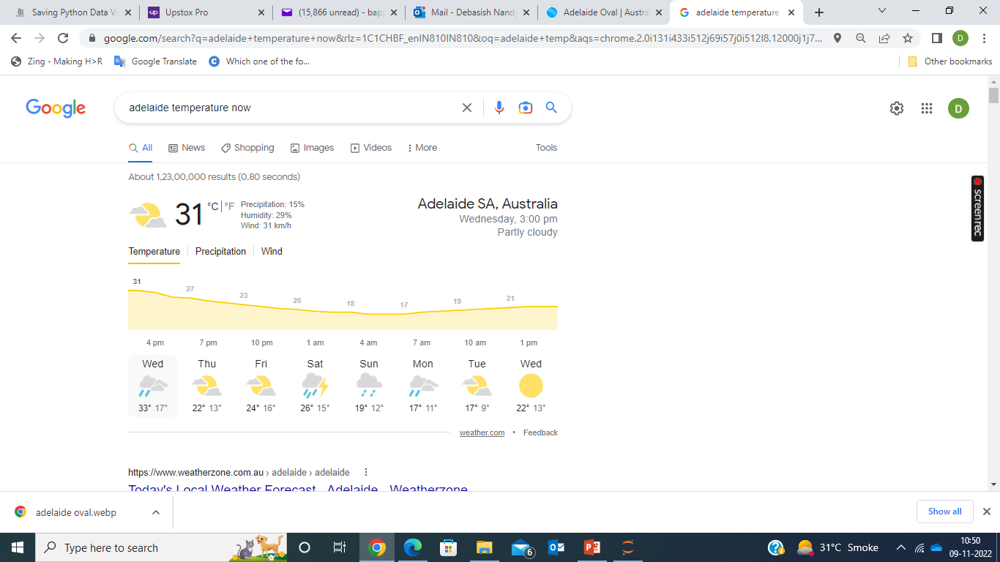 Saving Python Data Vi
Upstox Pro
(15,866 unread) - bap
Mail - Debasish Nandy
Adelaide Oval | Austra
adelaide temperature
google.com/search?q=adelaide+temperature+now&rlz=1C1CHBF_enIN810IN810&oq=adelaide+temp&aqs=chrome.2.0i131i433i512j69i57j0i512l8.12000j1j7...
D
Zing - Making H>R
Google Translate
Which one of the fo...
Other bookmarks
Google
adelaide temperature now
D
All
News
Shopping
Images
Videos
More
Tools
About 1,23,00,000 results (0.80 seconds)
31
°C | °F
Precipitation: 15%
Humidity: 29%
Wind: 31 km/h
Adelaide SA, Australia
Wednesday, 3:00 pm
Partly cloudy
screen rec
Temperature
Precipitation
Wind
31 27 23 20 18 17 19 21
4 pm 7 pm 10 pm 1 am 4 am 7 am 10 am 1 pm
Wed Thu Fri Sat Sun Mon Tue Wed
33° 17° 22° 13° 24° 16° 26° 15° 19° 12° 17° 11° 17° 9° 22° 13°
weather.com • Feedback
https://www.weatherzone.com.au › adelaide › adelaide
Today's Local Weather Forecast - Adelaide - Weatherzone
adelaide oval.webp
Show all
Type here to search
6
31°C Smoke
10:50
09-11-2022